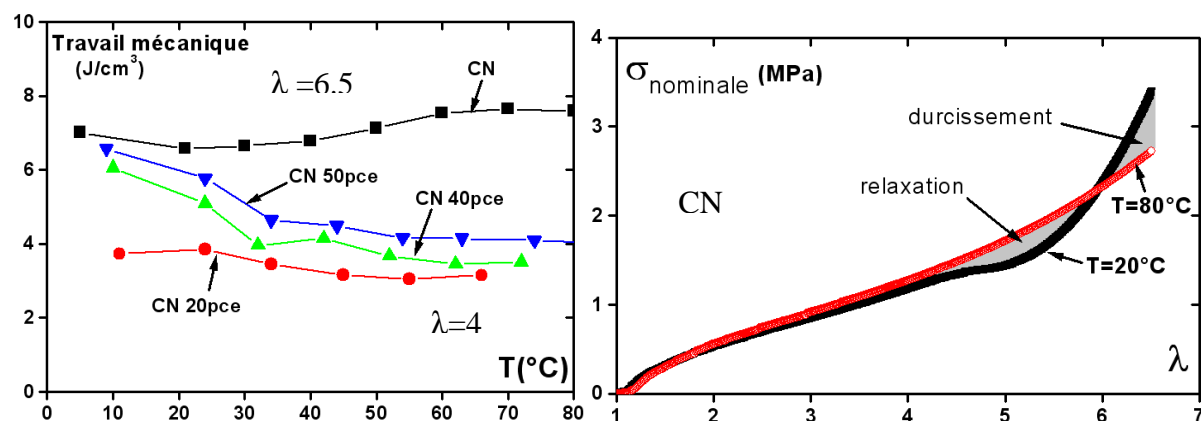 Travail mécanique
(J/cm³)
λ =6.5
CN
CN 50pce
CN 40pce
CN 20pce
λ=4
T(°C)
10
8
6
4
2
0
0 10 20 30 40 50 60 70 80
σnominale (MPa)
durcissement
relaxation
CN
T=80°C
T=20°C
λ
4
3
2
1
0
1 2 3 4 5 6 7